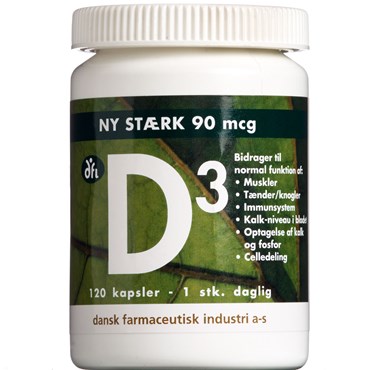 NY STÆRK 90 mcg
dfi
D3
Bidrager til
normal funktion af:
• Muskler
• Tænder/knogler
• Immunsystem
• Kalk-niveau i blodet
• Optagelse af kalk
og fosfor
• Celledeling
120 kapsler - 1 stk. daglig
dansk farmaceutisk industri a-s